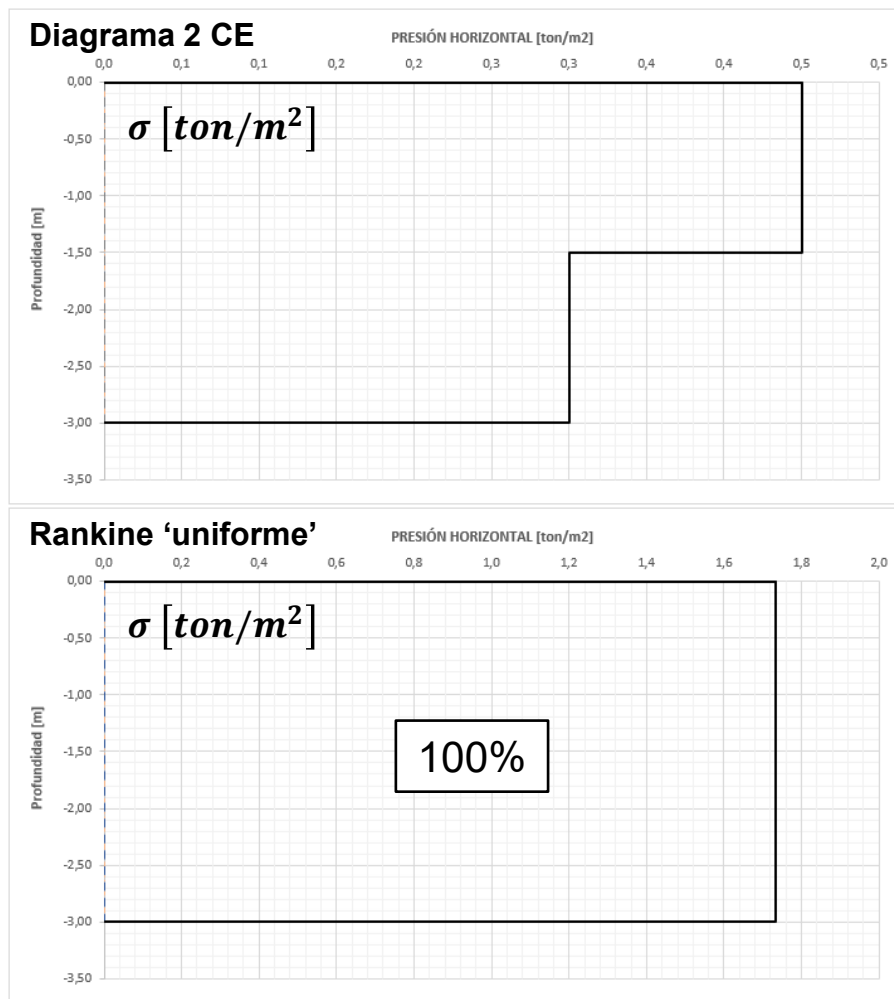 Diagrama 2 CE
PRESIÓN HORIZONTAL [ton/m2]
0,0 0,1 0,1 0,2 0,2 0,3 0,3 0,4 0,4 0,5 0,5
σ [ton/m²]
Profundidad [m]
0,00
-0,50
-1,00
-1,50
-2,00
-2,50
-3,00
-3,50
Rankine ‘uniforme’
PRESIÓN HORIZONTAL [ton/m2]
0,0 0,2 0,4 0,6 0,8 1,0 1,2 1,4 1,6 1,8 2,0
σ [ton/m²]
100%
Profundidad [m]
0,00
-0,50
-1,00
-1,50
-2,00
-2,50
-3,00
-3,50